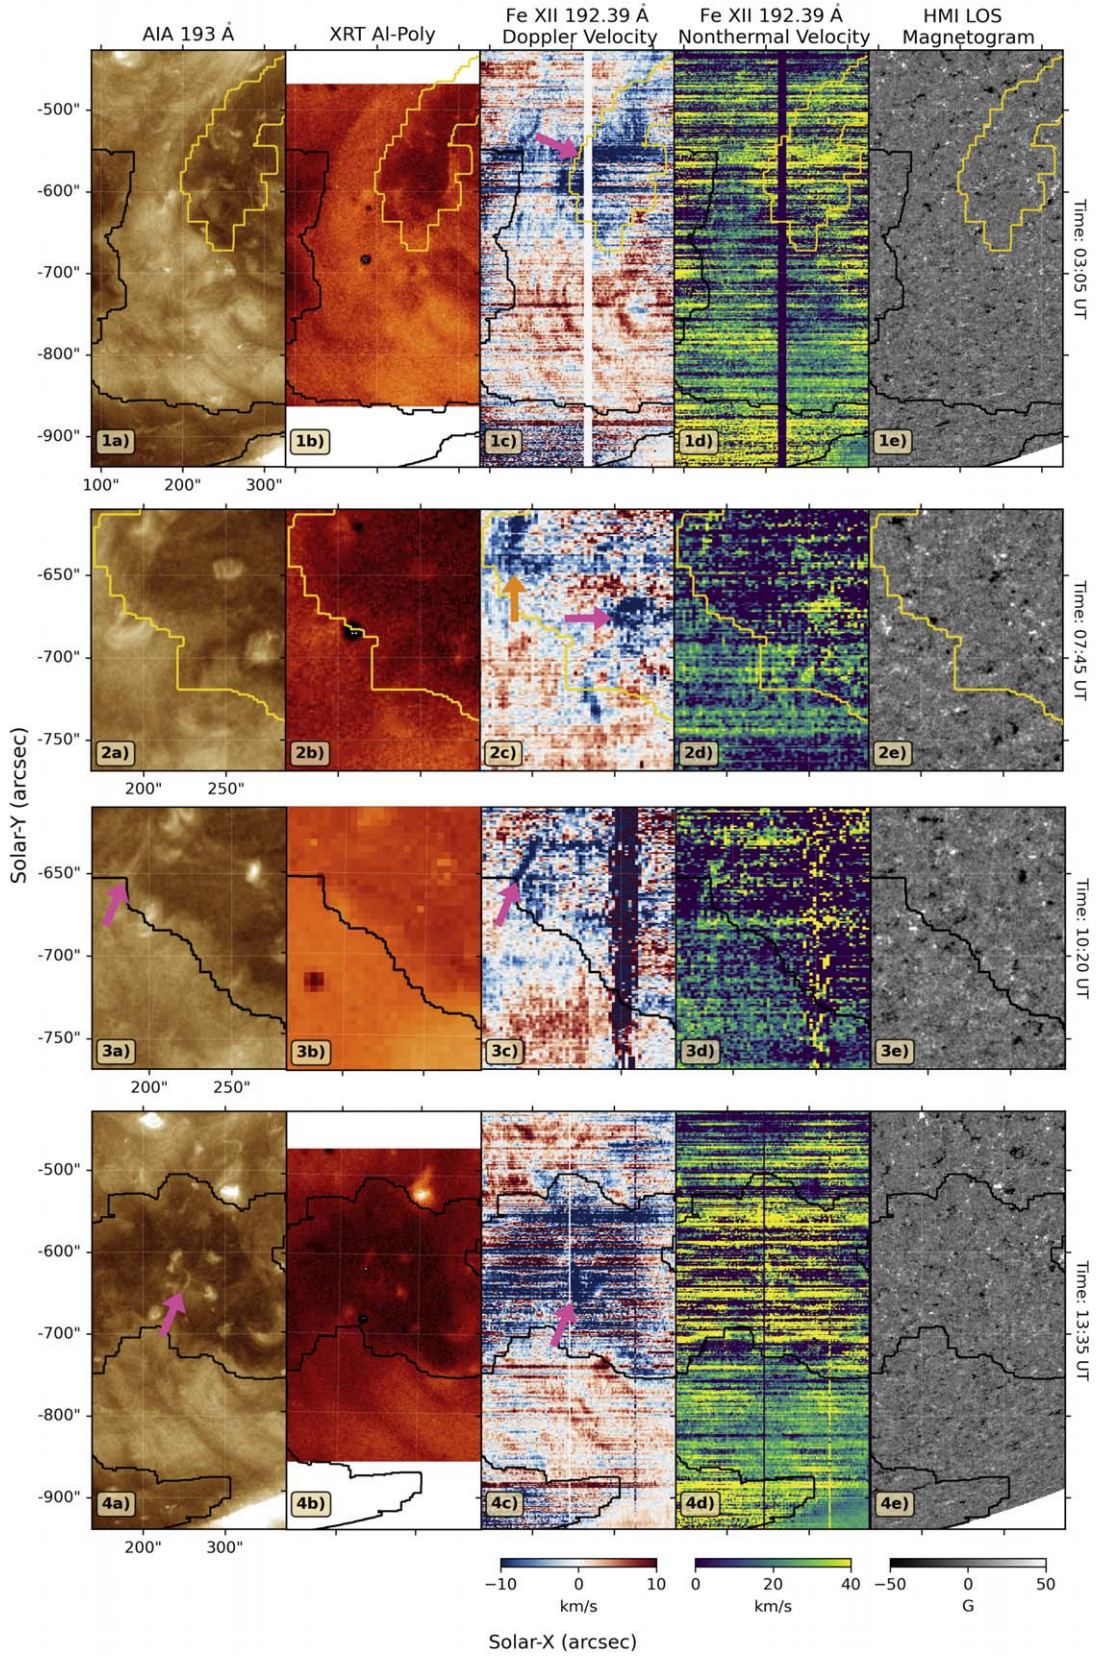 AIA 193 Å
XRT Al-Poly
Fe XII 192.39 Å
Doppler Velocity
Fe XII 192.39 Å
Nonthermal Velocity
HMI LOS
Magnetogram
-500"
-600"
-700"
-800"
-900"
1a)
1b)
1c)
1d)
1e)
100"
200"
300"
Time: 03:05 UT
-650"
-700"
-750"
2a)
2b)
2c)
2d)
2e)
200"
250"
Time: 07:45 UT
Solar-Y (arcsec)
-650"
-700"
-750"
3a)
3b)
3c)
3d)
3e)
200"
250"
Time: 10:20 UT
-500"
-600"
-700"
-800"
-900"
4a)
4b)
4c)
4d)
4e)
200"
300"
Time: 13:35 UT
−10
0
10
km/s
0
20
40
km/s
−50
0
50
G
Solar-X (arcsec)